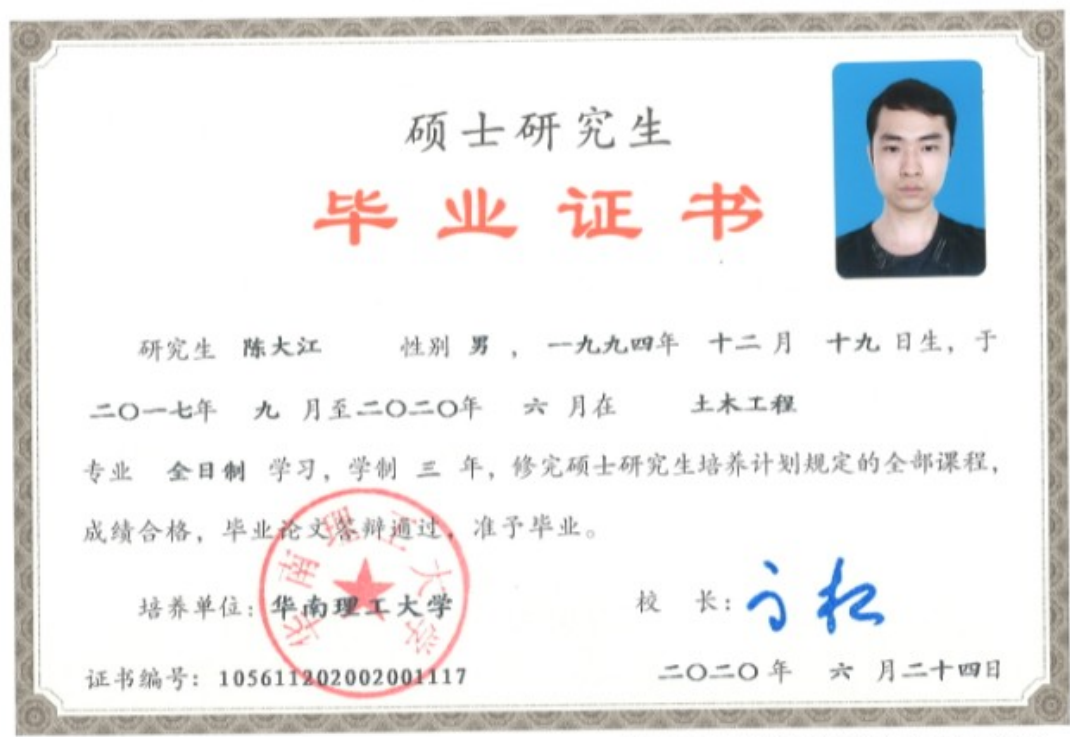 硕士研究生
毕业证书
研究生 陈大江 性别 男 ，一九九四年 十二 月 十九 日生，于
二〇一七年 九 月至二〇二〇年 六 月在 土木工程
专业 全日制 学习，学制 三 年，修完硕士研究生培养计划规定的全部课程，
成绩合格，毕业论文答辩通过，准予毕业。
华南理工大学
培养单位：华南理工大学
校 长：
证书编号：105611202002001117
二〇二〇年 六 月二十四日